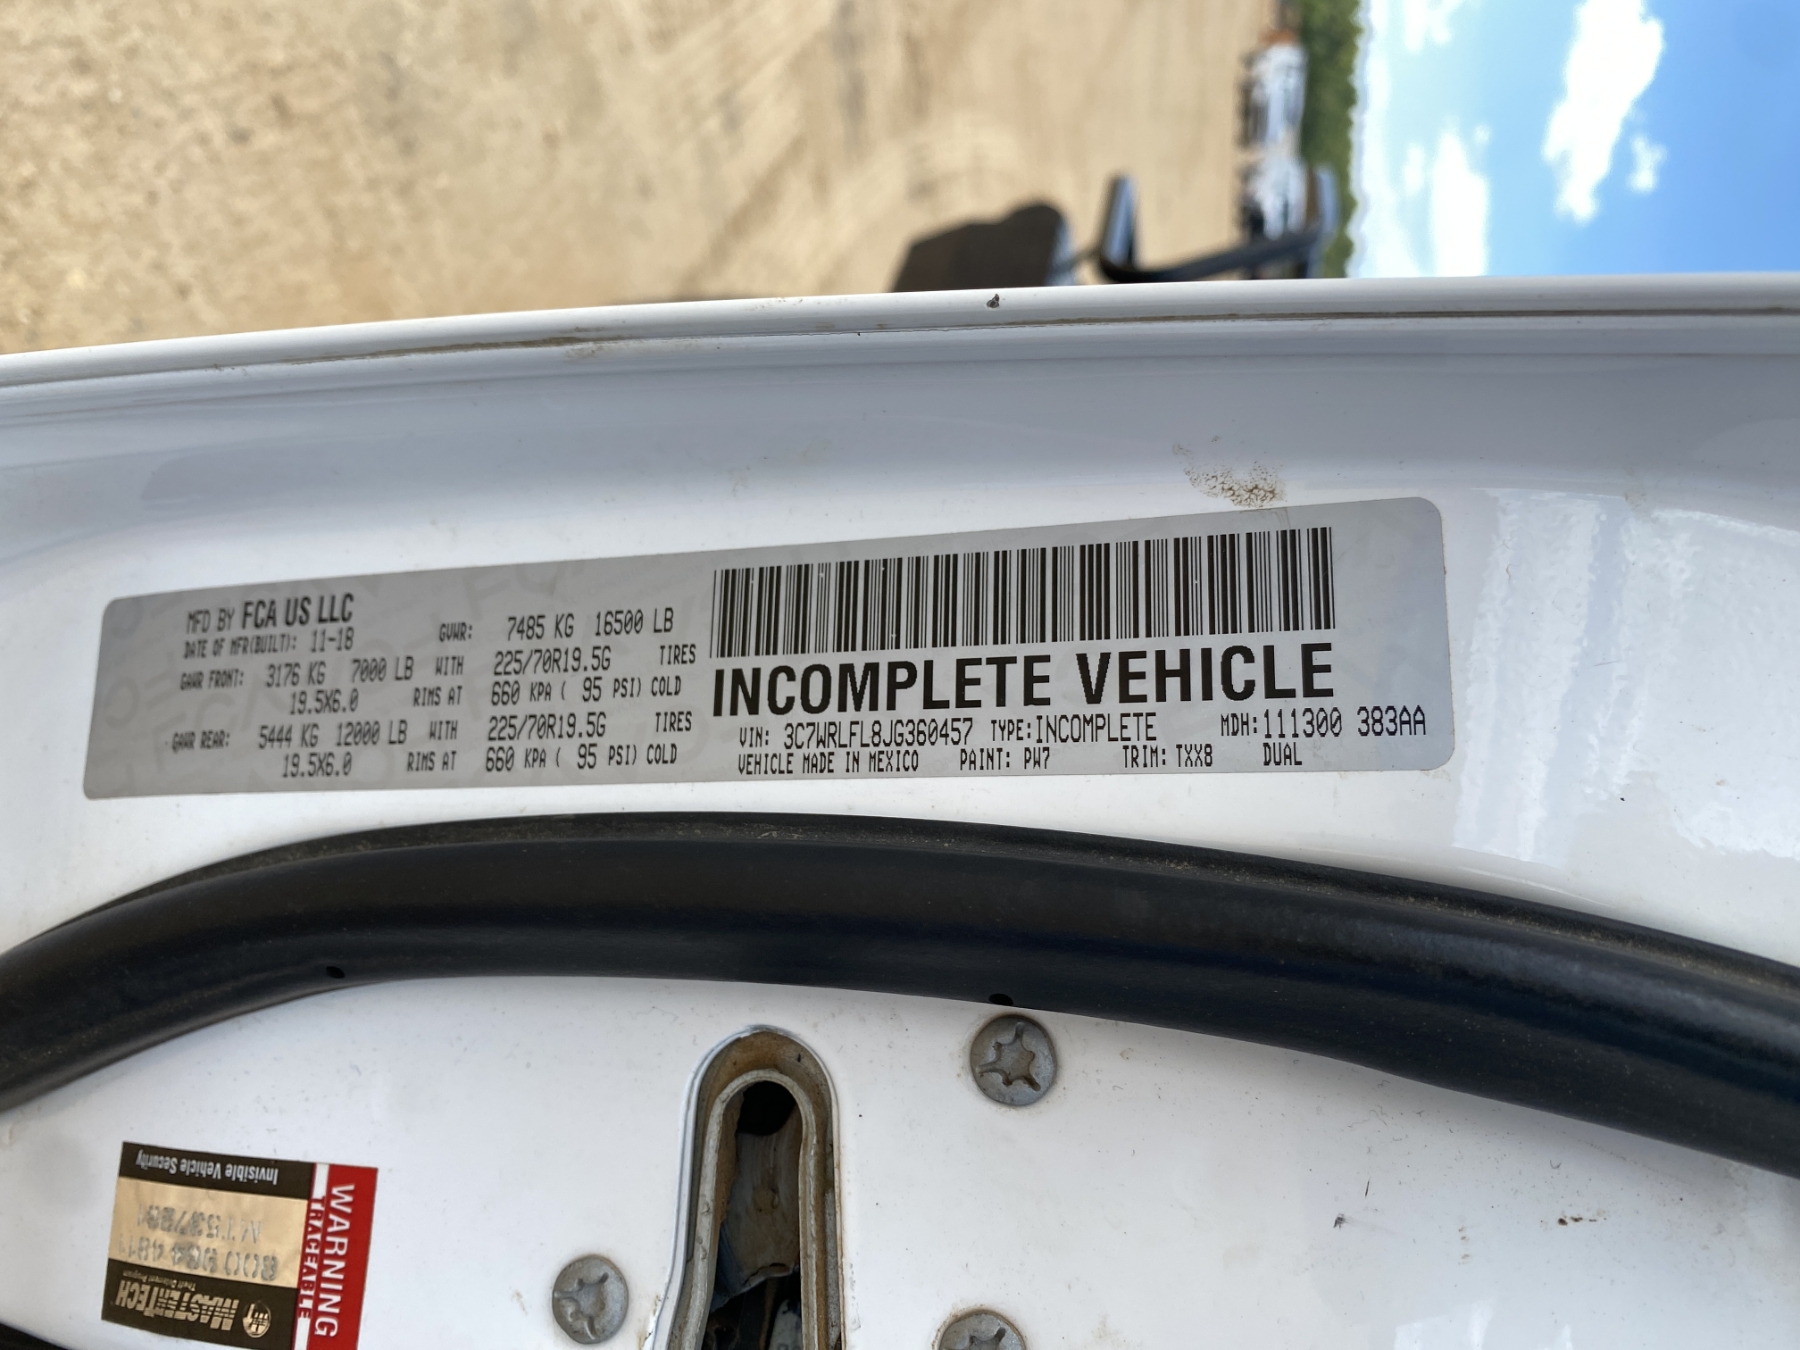 MFD BY FCA US LLC
DATE OF MFR(BUILT): 11-18 GVWR: 7485 KG 16500 LB
GAWR FRONT: 3176 KG 7000 LB WITH 225/70R19.5G TIRES
19.5X6.0 RIMS AT 660 KPA ( 95 PSI) COLD
GAWR REAR: 5444 KG 12000 LB WITH 225/70R19.5G TIRES
19.5X6.0 RIMS AT 660 KPA ( 95 PSI) COLD
INCOMPLETE VEHICLE
VIN: 3C7WRLFL8JG360457 TYPE:INCOMPLETE MDH:111300 383AA
VEHICLE MADE IN MEXICO PAINT: PW7 TRIM: TXX8 DUAL
WARNING
TRACEABLE
MASTERTECH
Invisible Vehicle Security